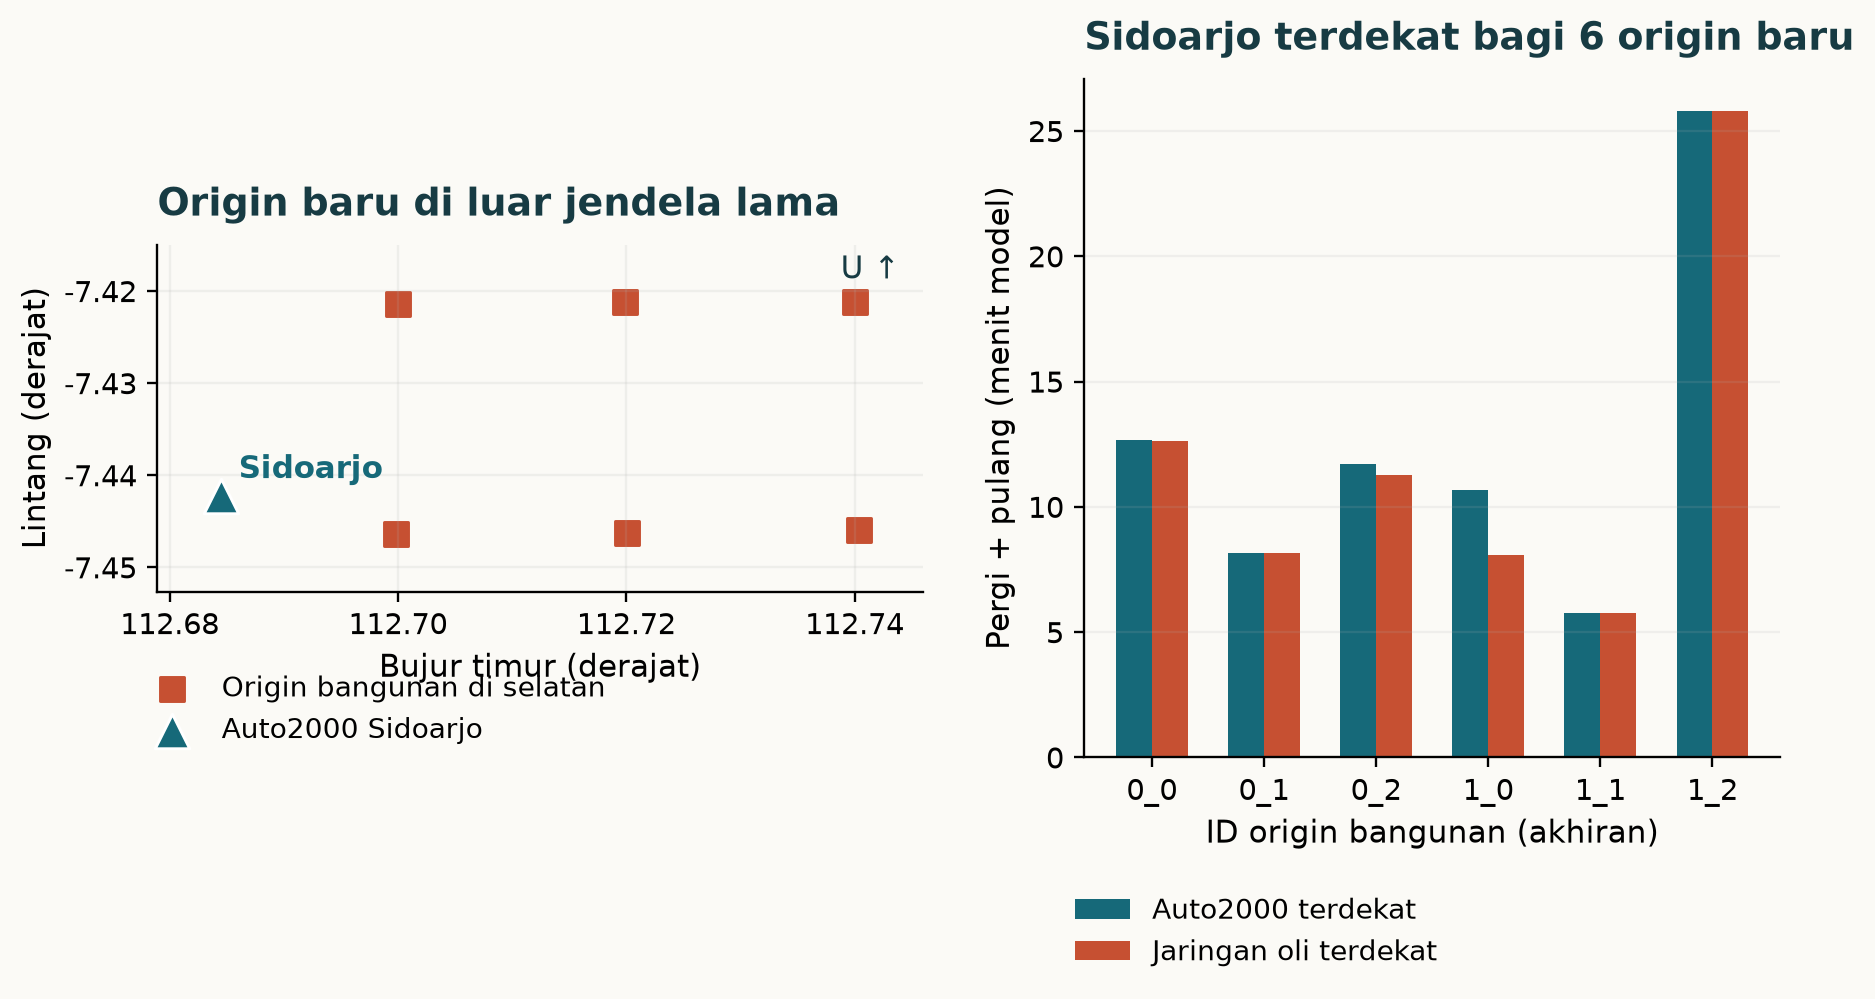 Origin baru di luar jendela lama
U ↑
Lintang (derajat)
-7.42
-7.43
-7.44
-7.45
Sidoarjo
112.68
112.70
112.72
112.74
Bujur timur (derajat)
Origin bangunan di selatan
Auto2000 Sidoarjo
Sidoarjo terdekat bagi 6 origin baru
Pergi + pulang (menit model)
25
20
15
10
5
0
0_0
0_1
0_2
1_0
1_1
1_2
ID origin bangunan (akhiran)
Auto2000 terdekat
Jaringan oli terdekat